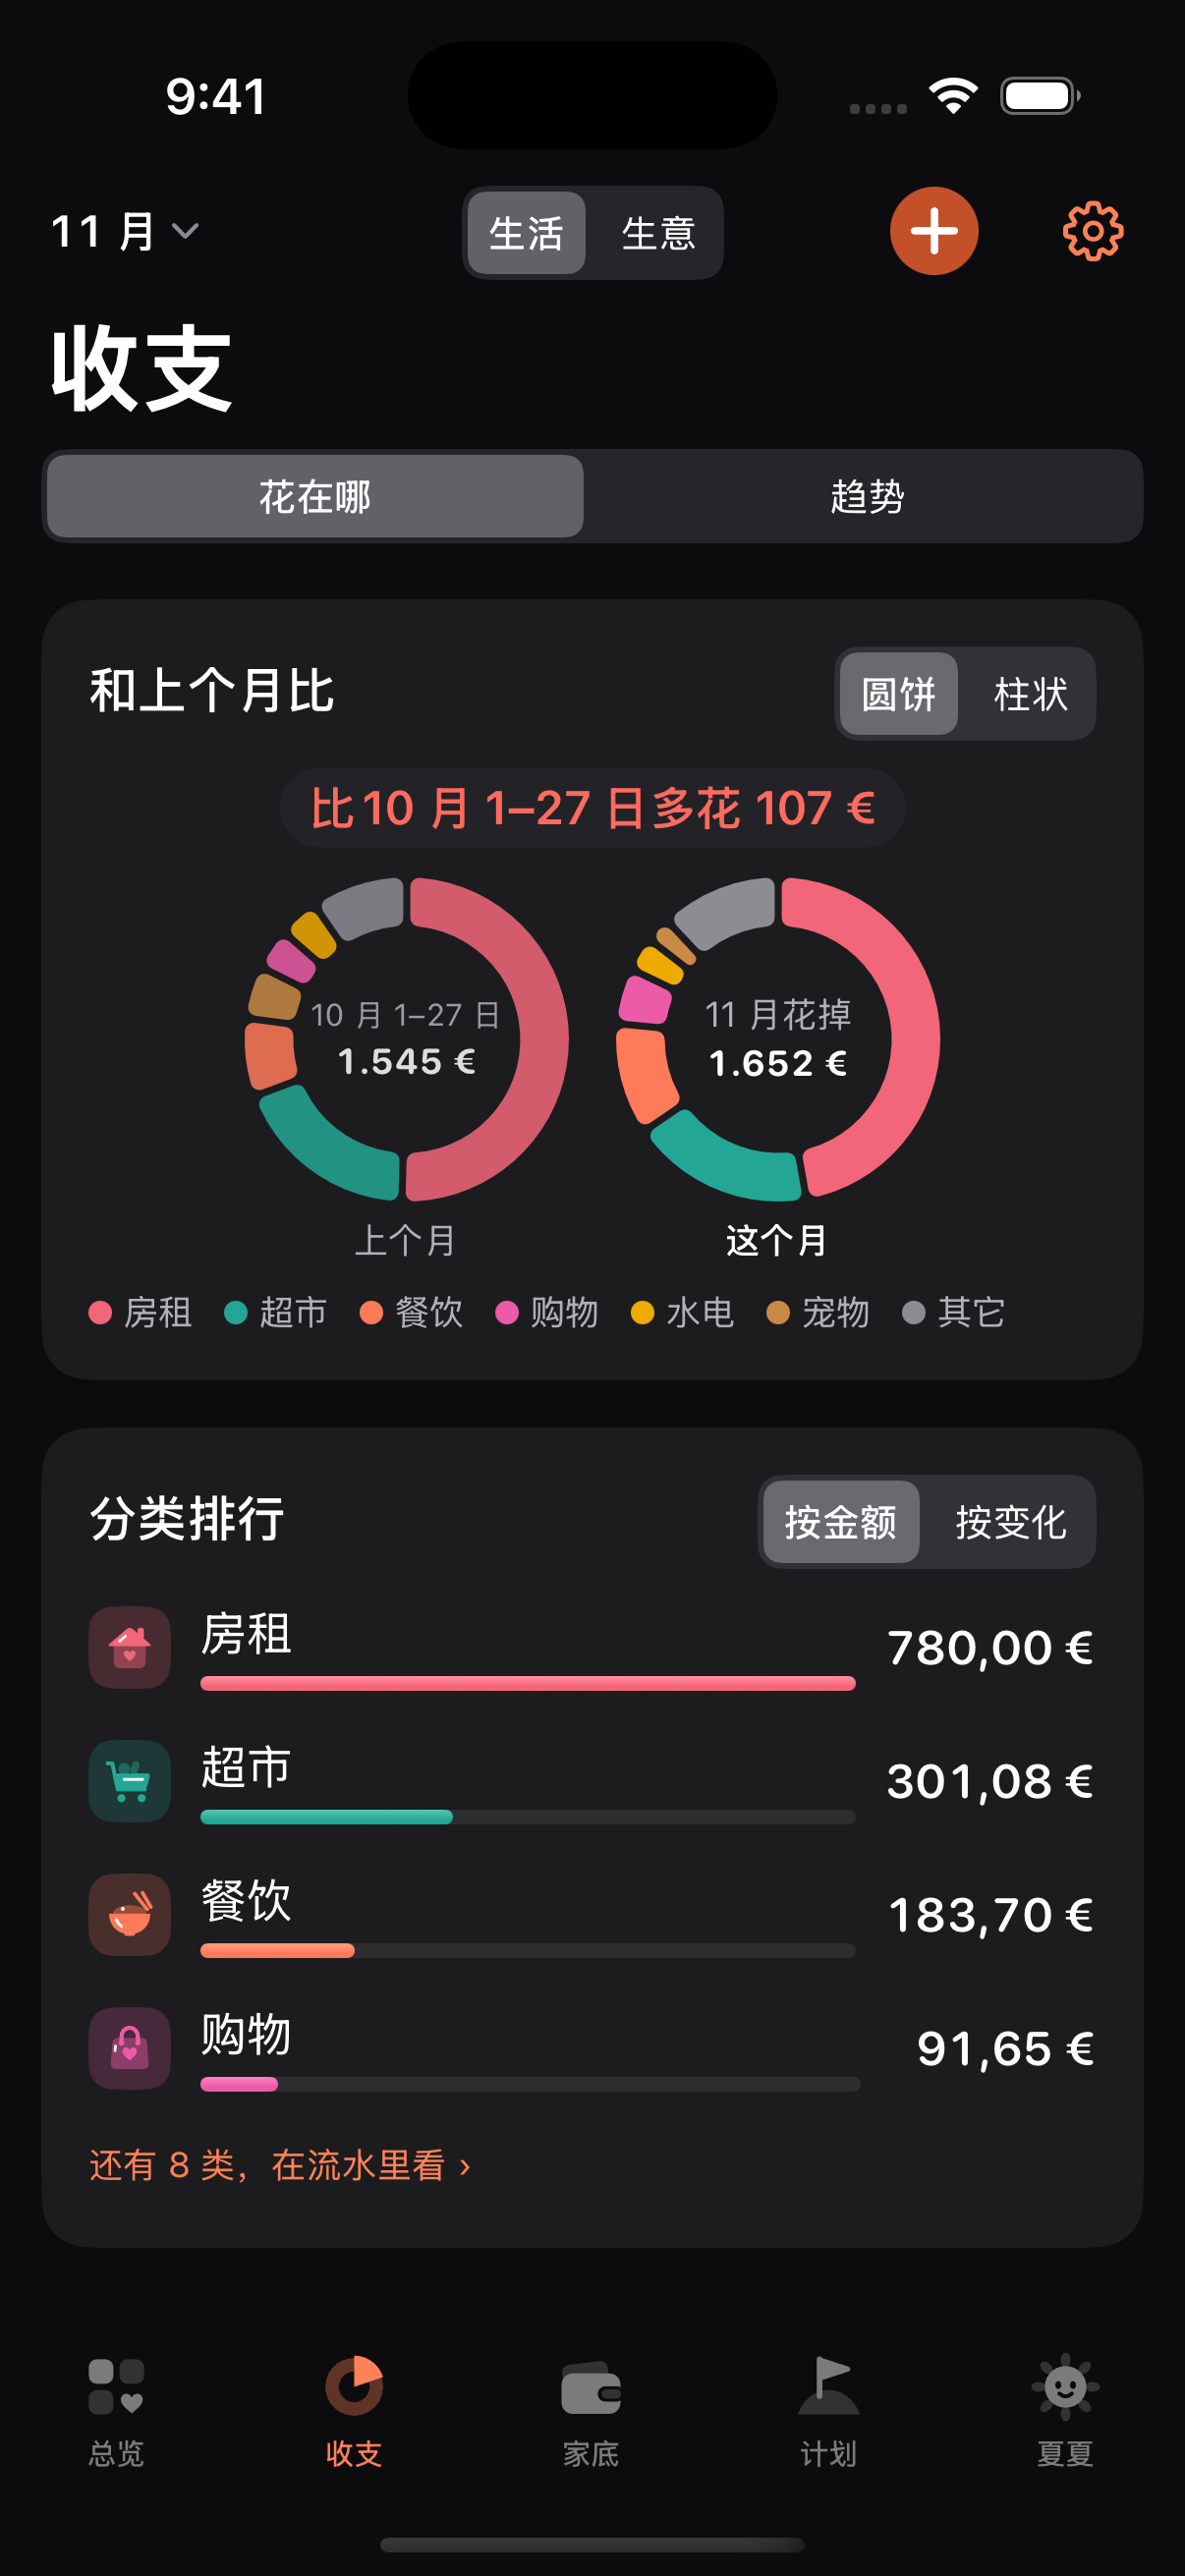 9:41
11 月
生活
生意
收支
花在哪
趋势
和上个月比
圆饼
柱状
比10 月 1–27 日多花 107 €
10 月 1–27 日
1.545 €
11 月花掉
1.652 €
上个月
这个月
房租 超市 餐饮 购物 水电 宠物 其它
分类排行
按金额
按变化
房租
780,00 €
超市
301,08 €
餐饮
183,70 €
购物
91,65 €
还有 8 类，在流水里看 ›
总览
收支
家底
计划
夏夏